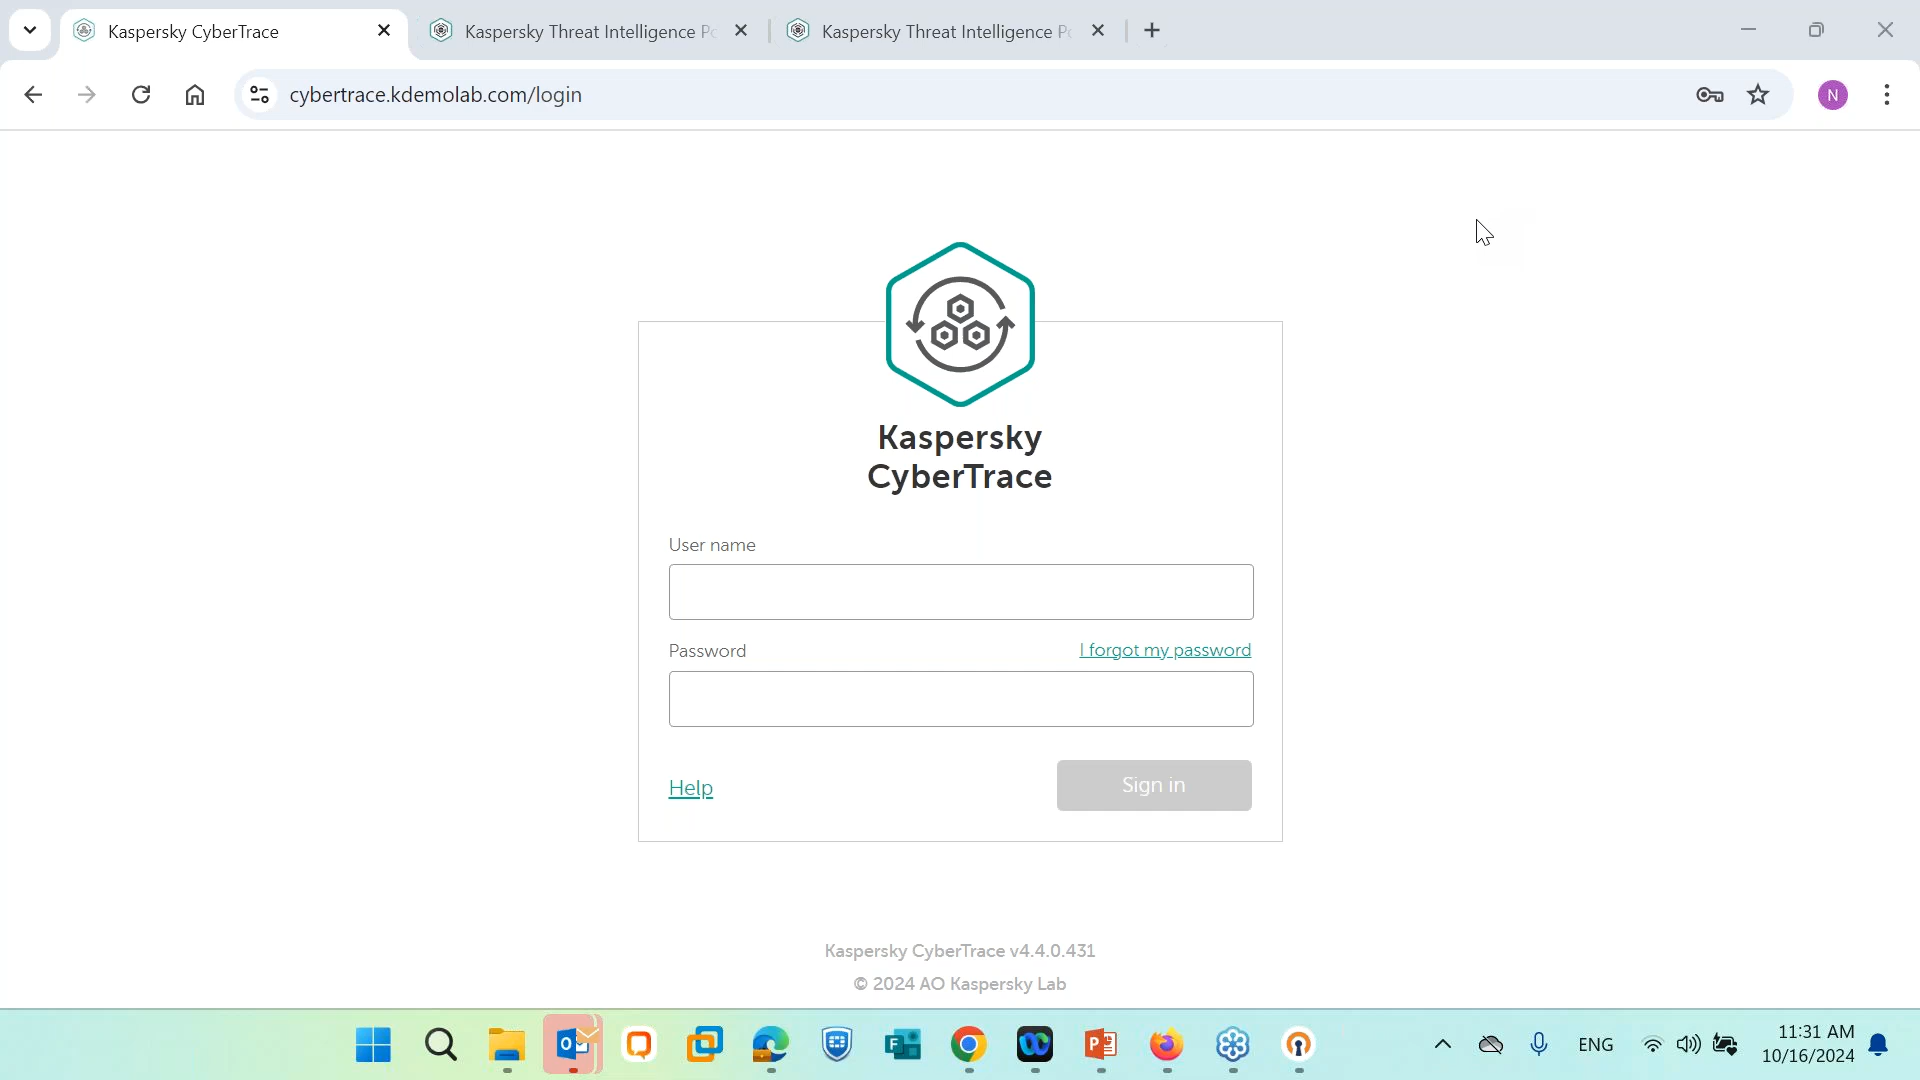 Kaspersky CyberTrace
Kaspersky Threat Intelligence Po
Kaspersky Threat Intelligence Po
cybertrace.kdemolab.com/login
N
Kaspersky
CyberTrace
User name
Password
I forgot my password
Help
Sign in
Kaspersky CyberTrace v4.4.0.431
© 2024 AO Kaspersky Lab
ENG
11:31 AM
10/16/2024